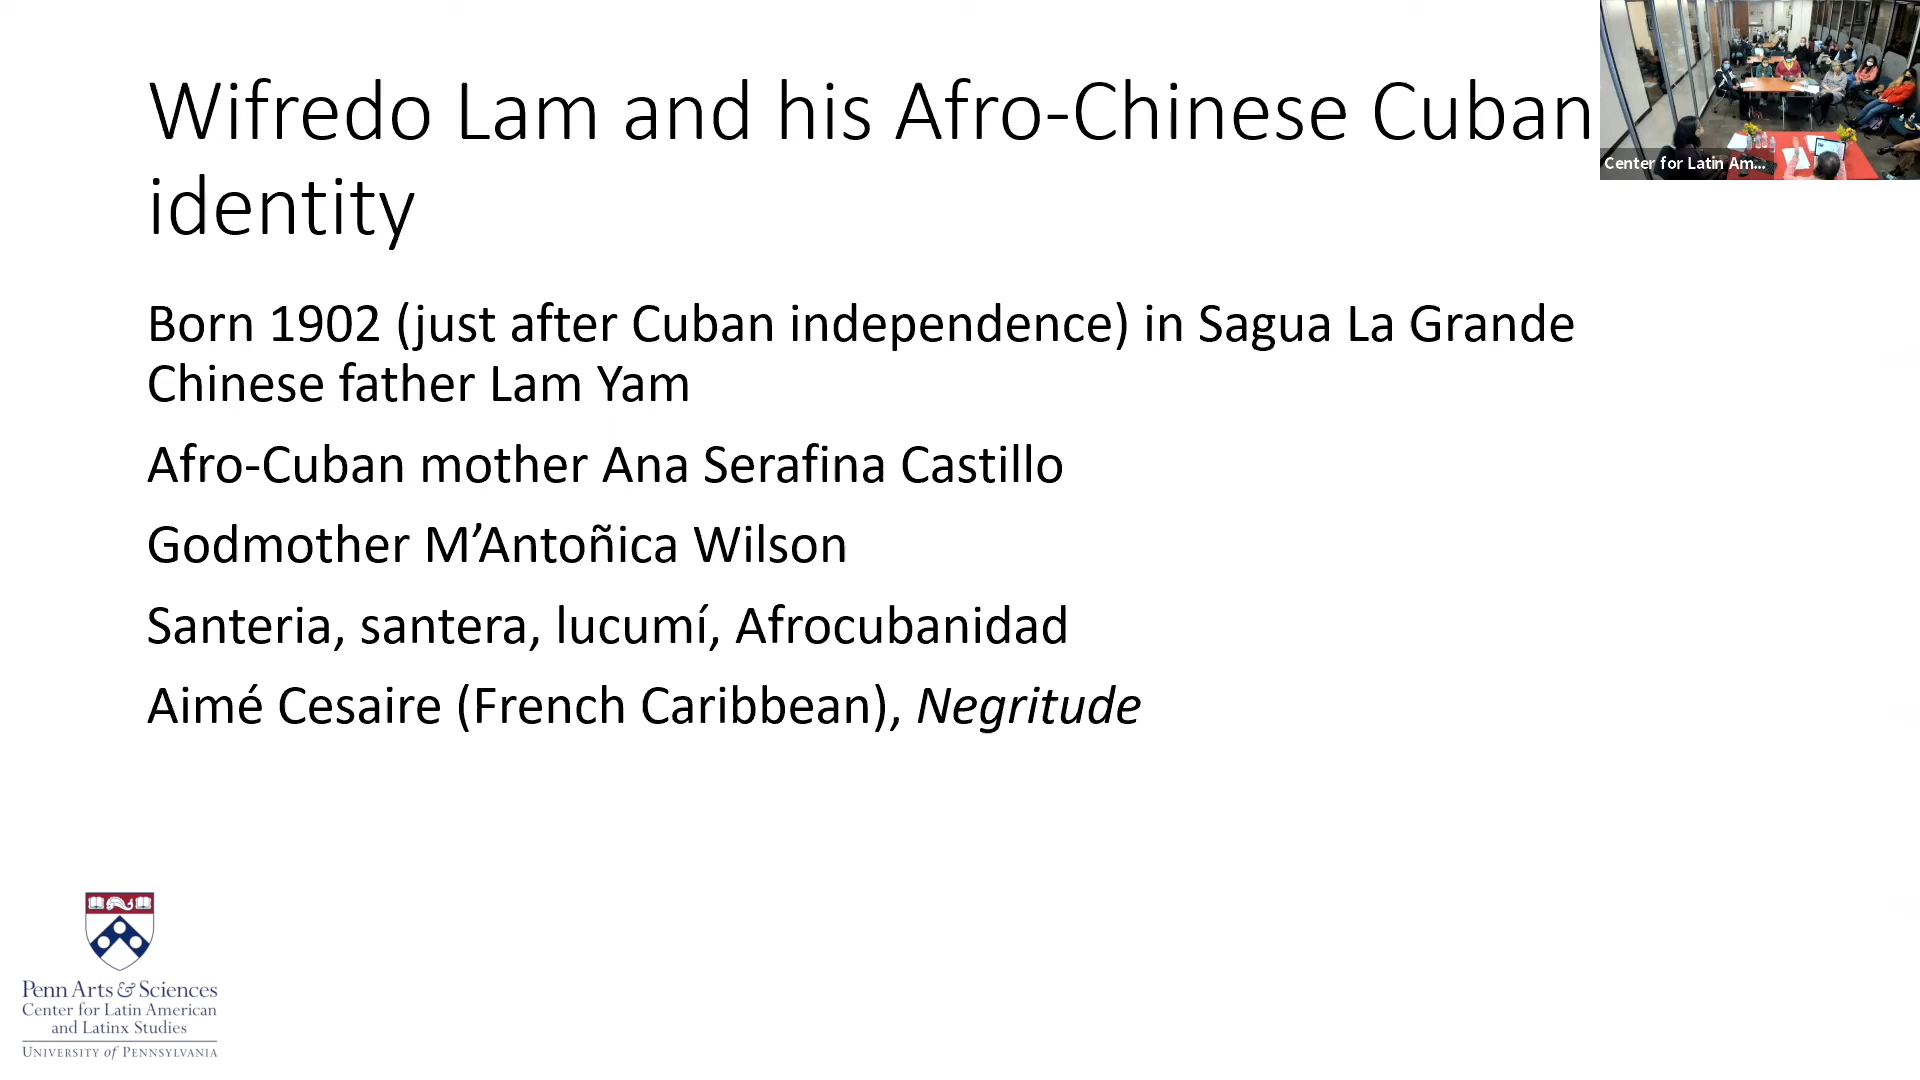 Wifredo Lam and his Afro-Chinese Cuban
identity
Center for Latin Am...
Born 1902 (just after Cuban independence) in Sagua La Grande
Chinese father Lam Yam
Afro-Cuban mother Ana Serafina Castillo
Godmother M’Antoñica Wilson
Santeria, santera, lucumí, Afrocubanidad
Aimé Cesaire (French Caribbean), Negritude
Penn Arts & Sciences
Center for Latin American
and Latinx Studies
University of Pennsylvania